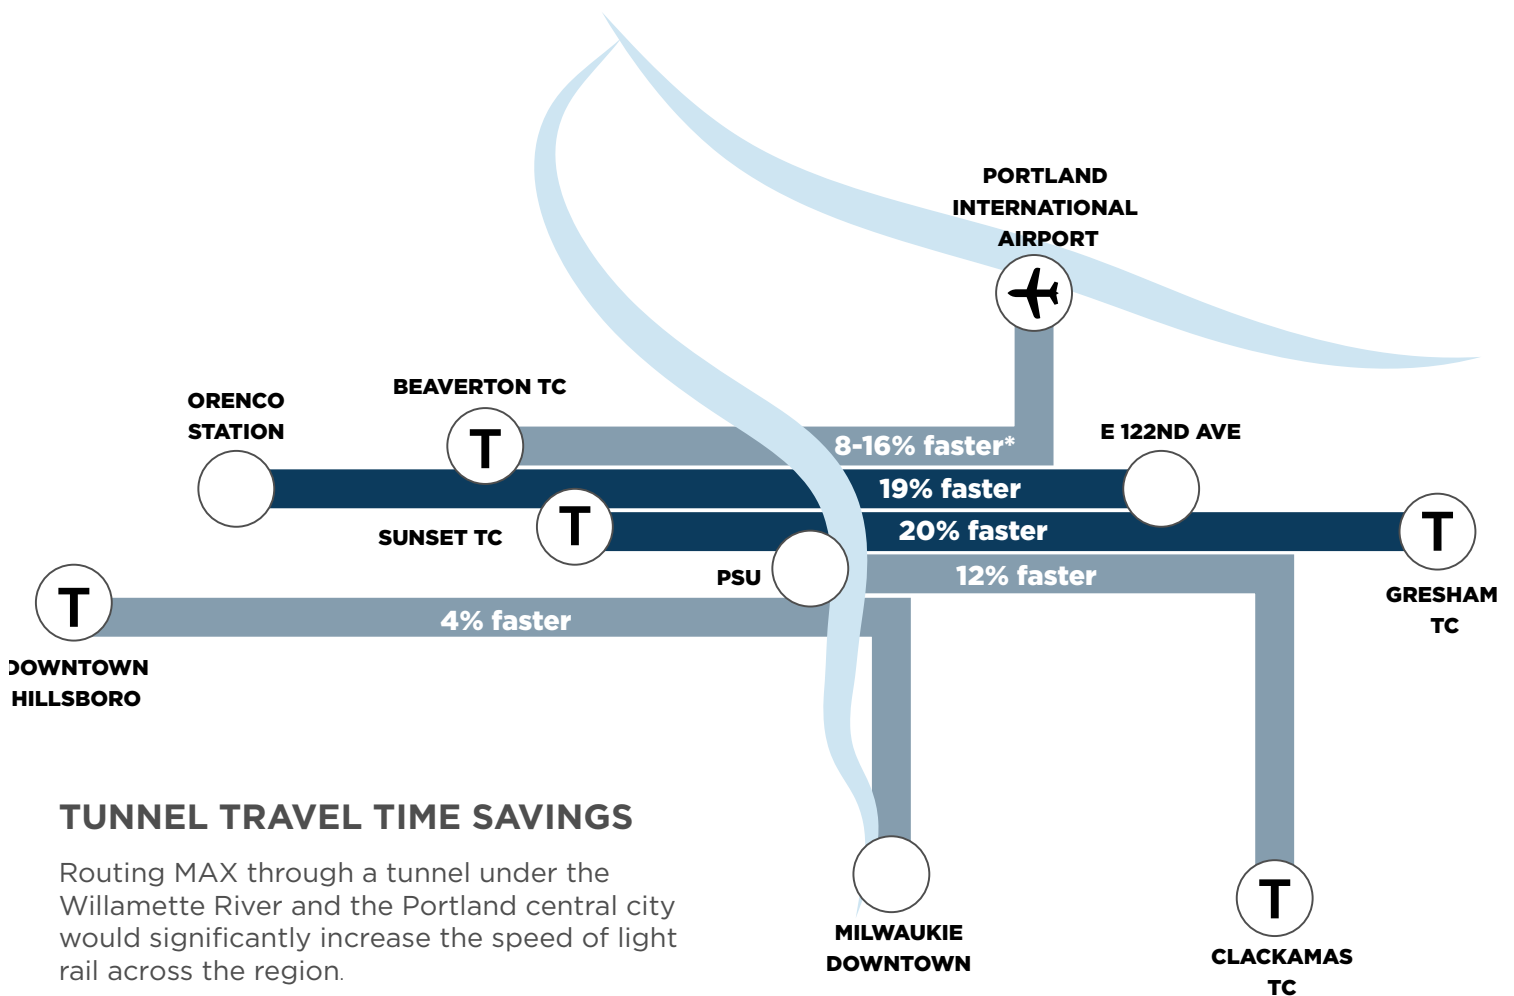 PORTLAND
INTERNATIONAL
AIRPORT
BEAVERTON TC
ORENCO
STATION
E 122ND AVE
T
8-16% faster*
19% faster
SUNSET TC
T
20% faster
T
PSU
12% faster
GRESHAM
TC
T
4% faster
DOWNTOWN
HILLSBORO
TUNNEL TRAVEL TIME SAVINGS
Routing MAX through a tunnel under the
Willamette River and the Portland central city
would significantly increase the speed of light
rail across the region.
MILWAUKIE
DOWNTOWN
T
CLACKAMAS
TC